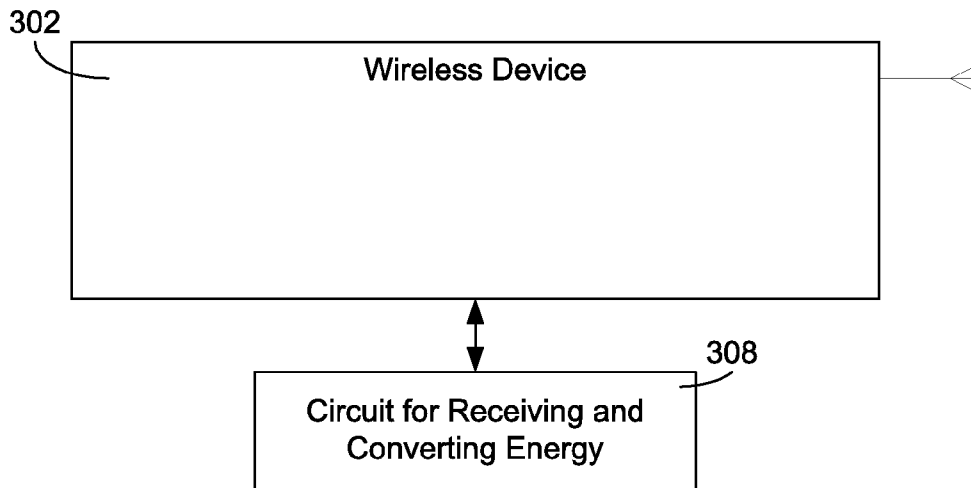 302
Wireless Device
308
Circuit for Receiving and
Converting Energy